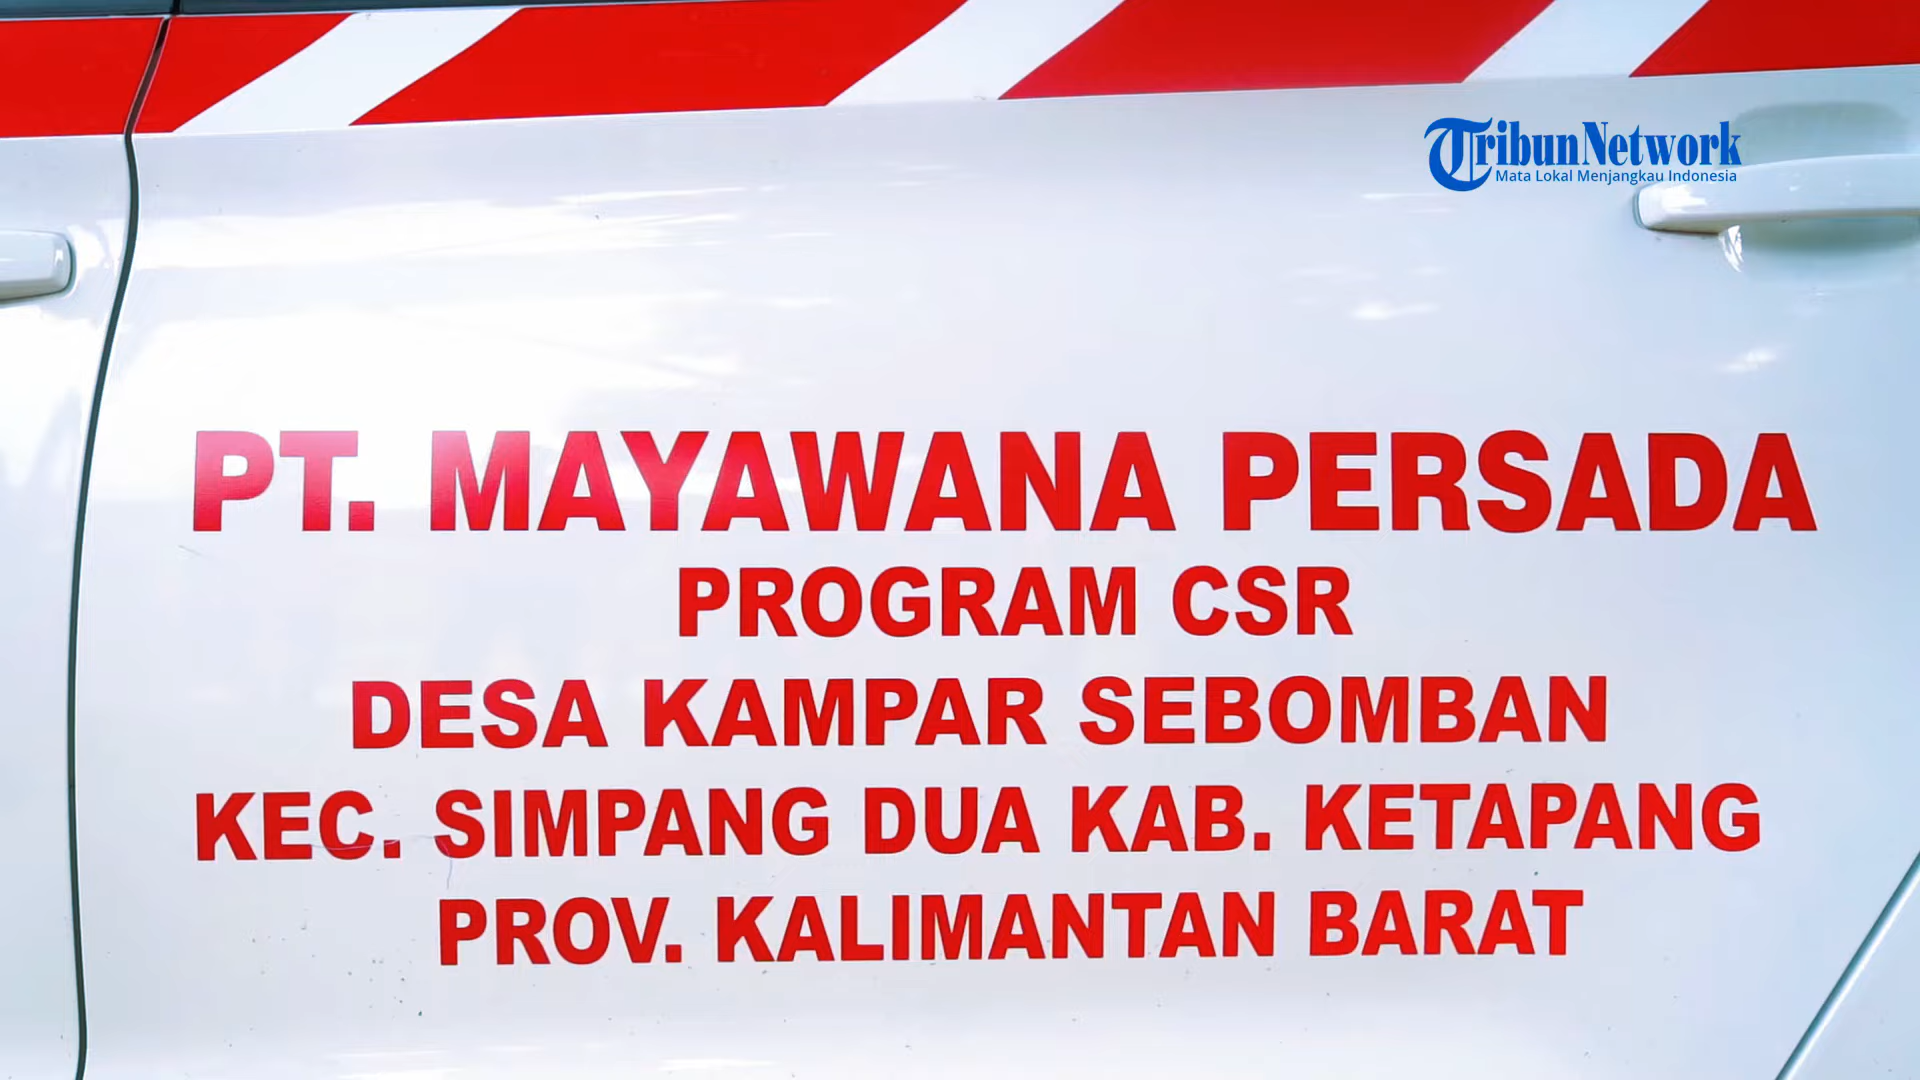 TribunNetwork
Mata Lokal Menjangkau Indonesia
PT. MAYAWANA PERSADA
PROGRAM CSR
DESA KAMPAR SEBOMBAN
KEC. SIMPANG DUA KAB. KETAPANG
PROV. KALIMANTAN BARAT